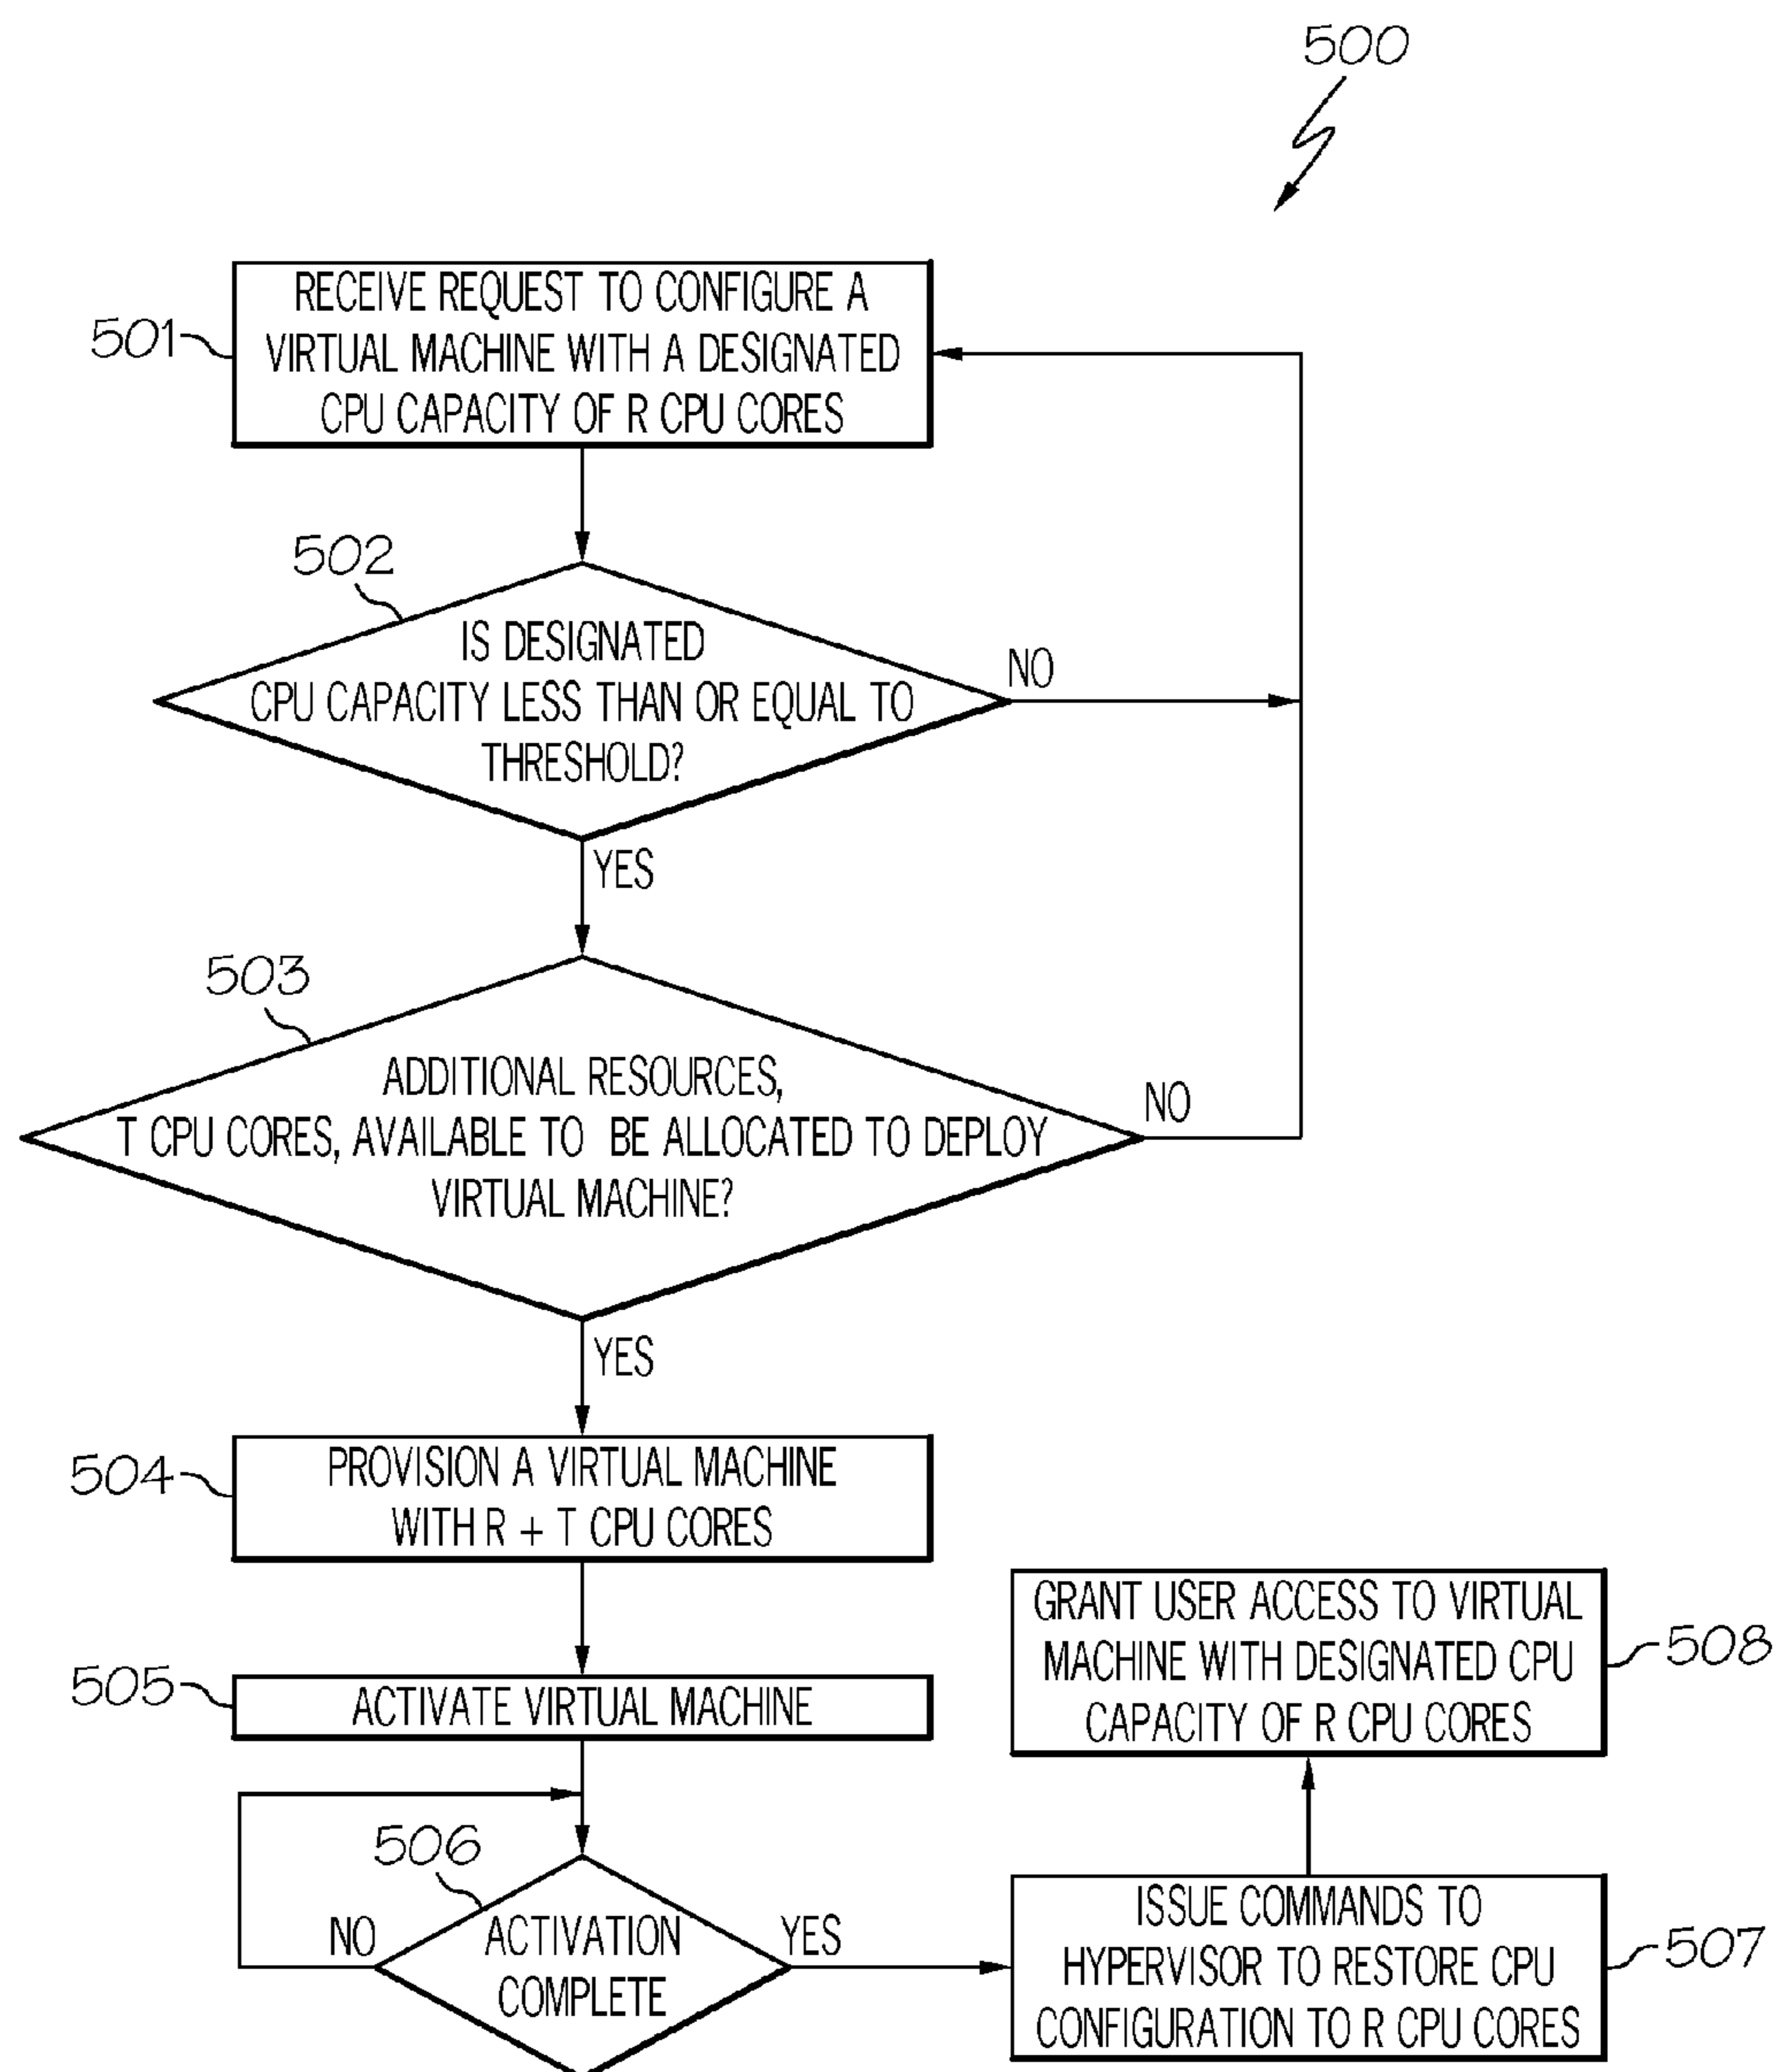 500
501
RECEIVE REQUEST TO CONFIGURE A
VIRTUAL MACHINE WITH A DESIGNATED
CPU CAPACITY OF R CPU CORES
502
IS DESIGNATED
CPU CAPACITY LESS THAN OR EQUAL TO
THRESHOLD?
NO
YES
503
ADDITIONAL RESOURCES,
T CPU CORES, AVAILABLE TO BE ALLOCATED TO DEPLOY
VIRTUAL MACHINE?
NO
YES
504
PROVISION A VIRTUAL MACHINE
WITH R + T CPU CORES
505
ACTIVATE VIRTUAL MACHINE
506
ACTIVATION
COMPLETE
NO
YES
ISSUE COMMANDS TO
HYPERVISOR TO RESTORE CPU
CONFIGURATION TO R CPU CORES
507
GRANT USER ACCESS TO VIRTUAL
MACHINE WITH DESIGNATED CPU
CAPACITY OF R CPU CORES
508